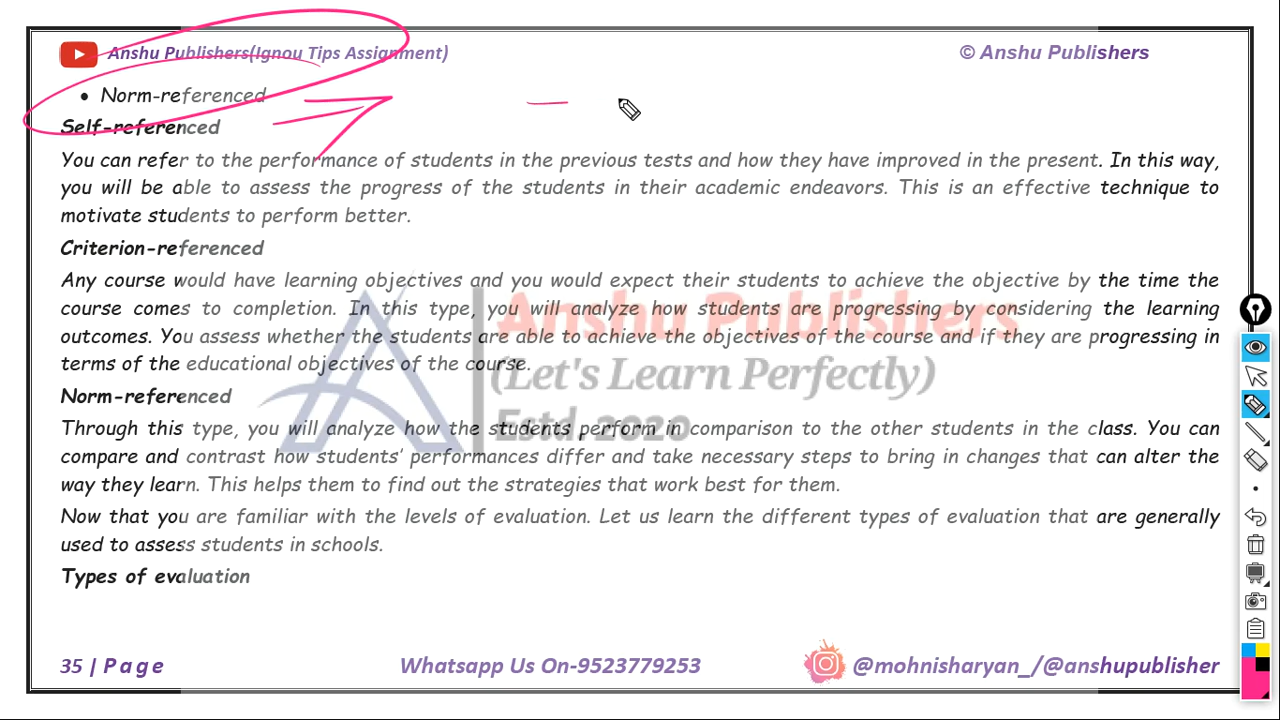 Anshu Publishers(Ignou Tips Assignment)
© Anshu Publishers
• Norm-referenced
Self-referenced
You can refer to the performance of students in the previous tests and how they have improved in the present. In this way,
you will be able to assess the progress of the students in their academic endeavors. This is an effective technique to
motivate students to perform better.
Criterion-referenced
Any course would have learning objectives and you would expect their students to achieve the objective by the time the
course comes to completion. In this type, you will analyze how students are progressing by considering the learning
outcomes. You assess whether the students are able to achieve the objectives of the course and if they are progressing in
terms of the educational objectives of the course.
Norm-referenced
Through this type, you will analyze how the students perform in comparison to the other students in the class. You can
compare and contrast how students’ performances differ and take necessary steps to bring in changes that can alter the
way they learn. This helps them to find out the strategies that work best for them.
Now that you are familiar with the levels of evaluation. Let us learn the different types of evaluation that are generally
used to assess students in schools.
Types of evaluation
Anshu Publishers
(Let's Learn Perfectly)
Estd. 2020
35 | Page
Whatsapp Us On-9523779253
@mohnisharyan_/@anshupublisher